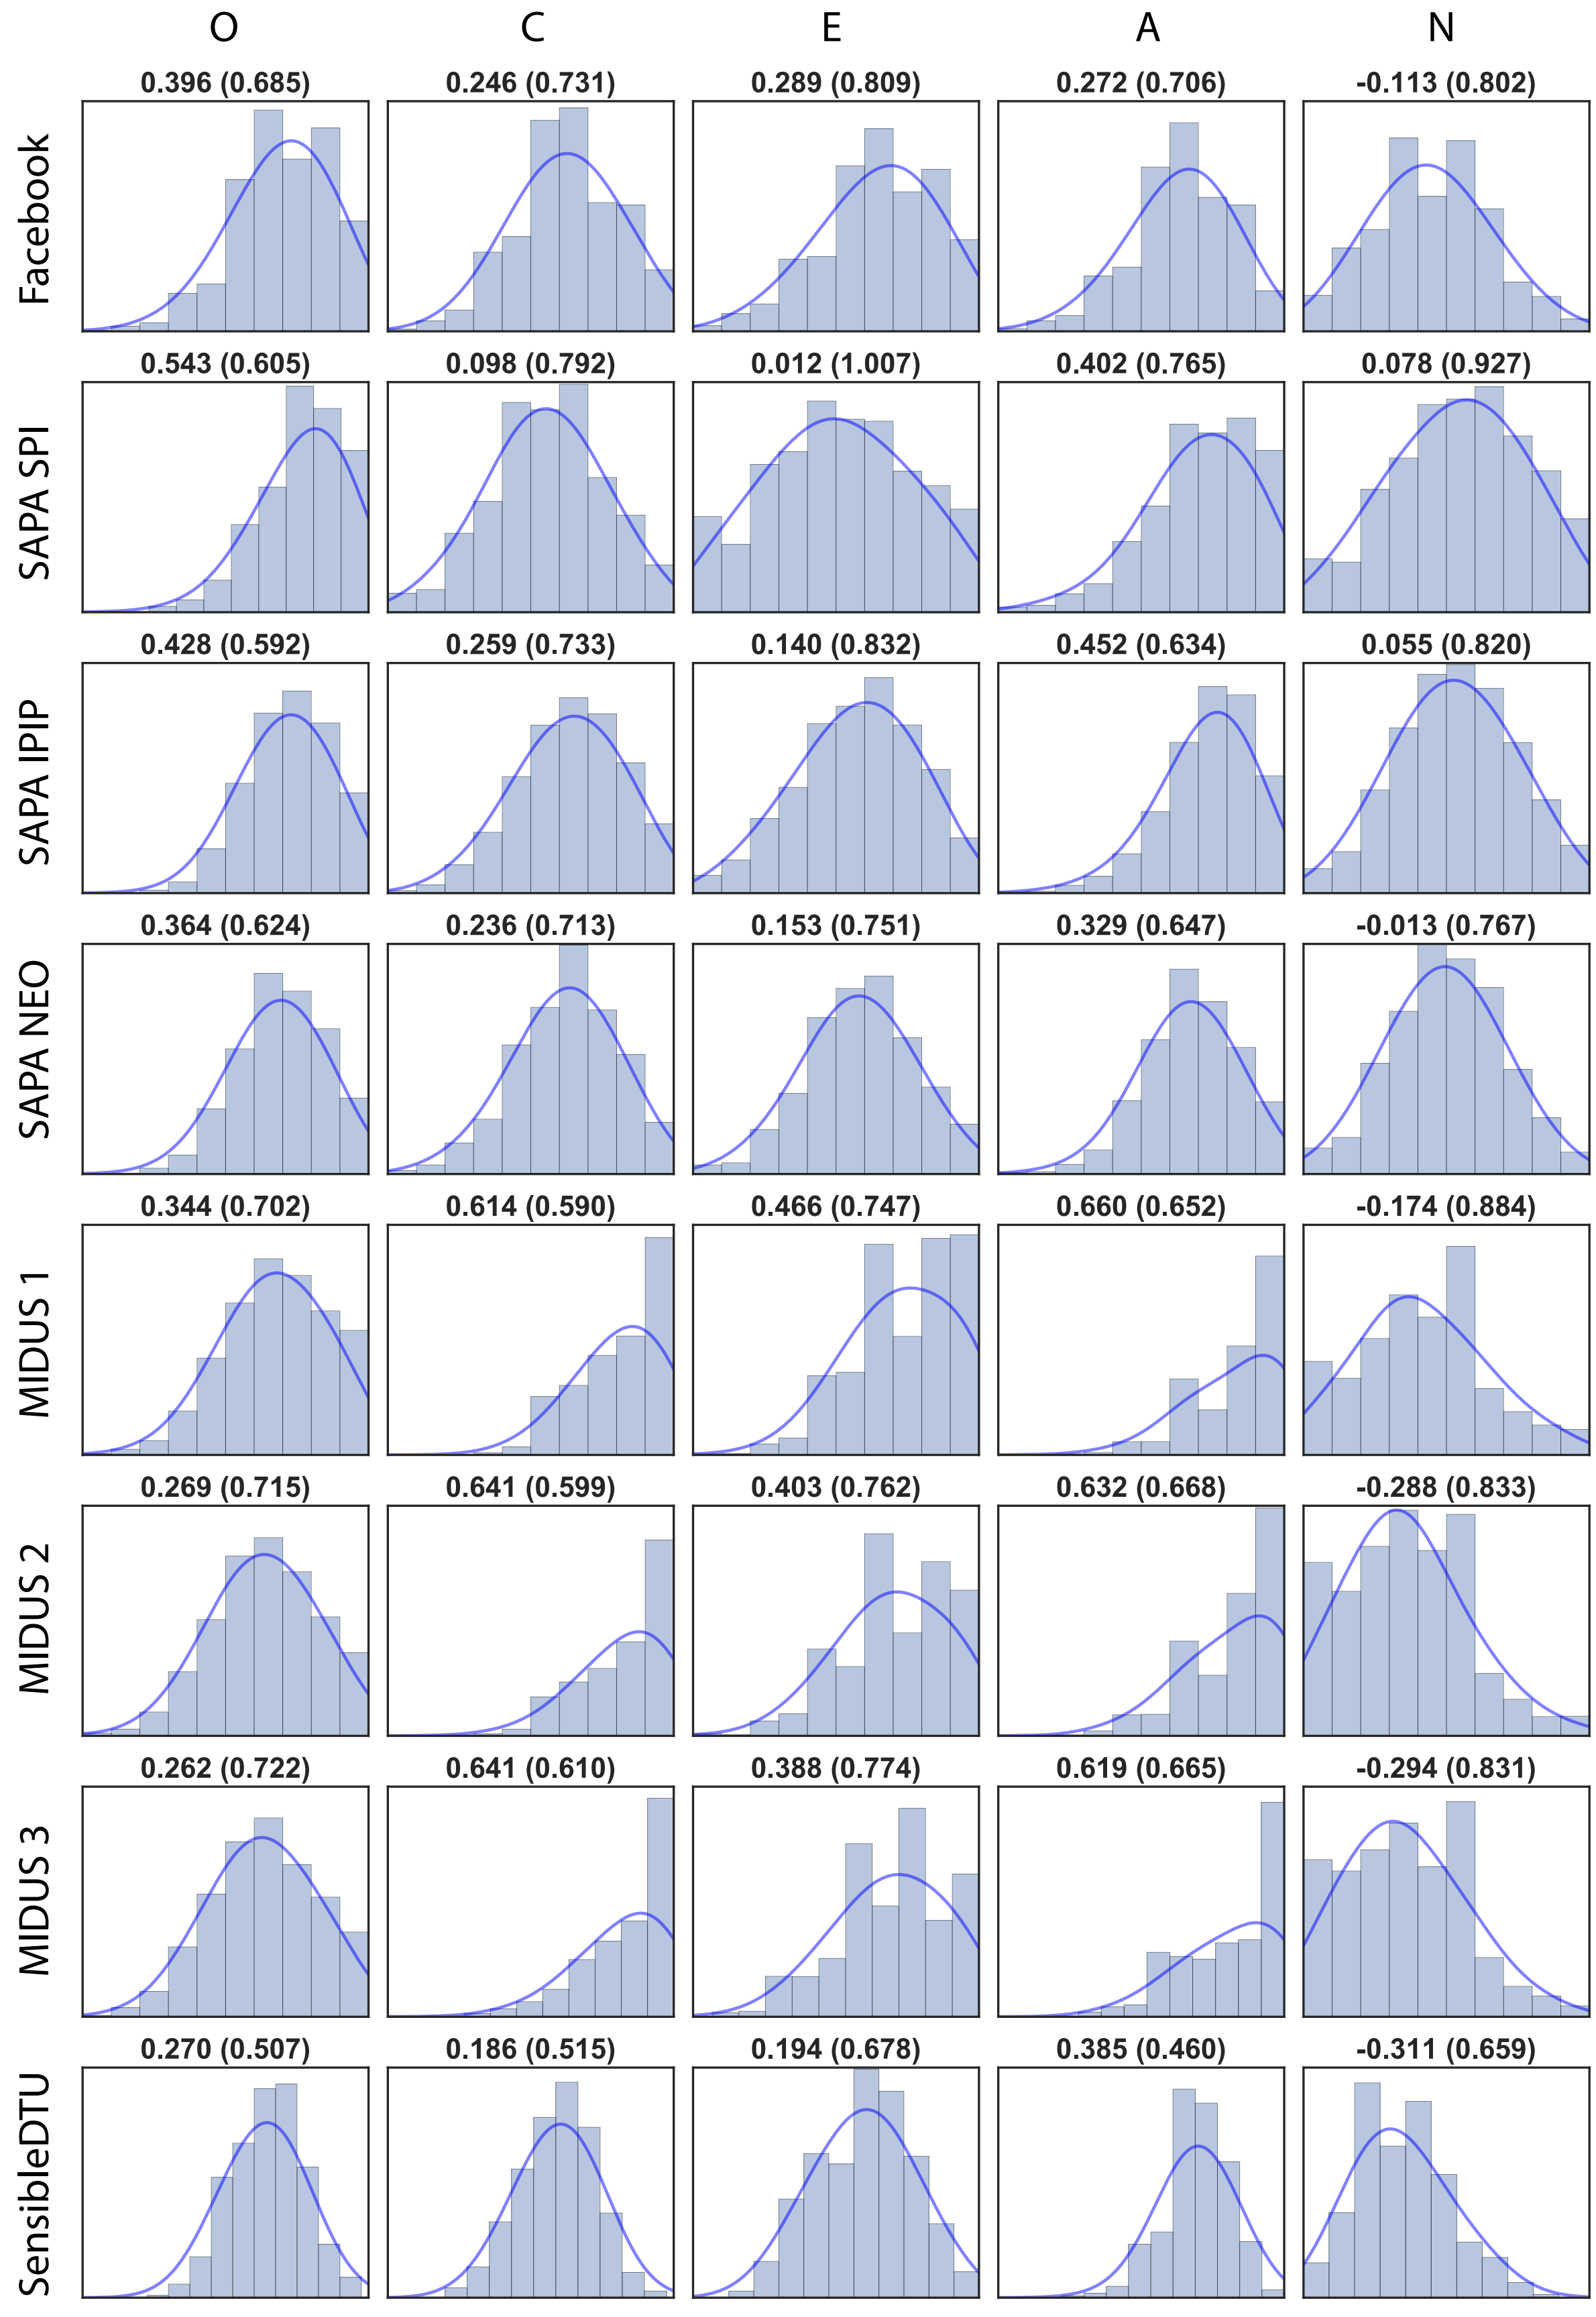 O C E A N
Facebook
0.396 (0.685) 0.246 (0.731) 0.289 (0.809) 0.272 (0.706) -0.113 (0.802)
SAPA SPI
0.543 (0.605) 0.098 (0.792) 0.012 (1.007) 0.402 (0.765) 0.078 (0.927)
SAPA IPIP
0.428 (0.592) 0.259 (0.733) 0.140 (0.832) 0.452 (0.634) 0.055 (0.820)
SAPA NEO
0.364 (0.624) 0.236 (0.713) 0.153 (0.751) 0.329 (0.647) -0.013 (0.767)
MIDUS 1
0.344 (0.702) 0.614 (0.590) 0.466 (0.747) 0.660 (0.652) -0.174 (0.884)
MIDUS 2
0.269 (0.715) 0.641 (0.599) 0.403 (0.762) 0.632 (0.668) -0.288 (0.833)
MIDUS 3
0.262 (0.722) 0.641 (0.610) 0.388 (0.774) 0.619 (0.665) -0.294 (0.831)
SensibleDTU
0.270 (0.507) 0.186 (0.515) 0.194 (0.678) 0.385 (0.460) -0.311 (0.659)